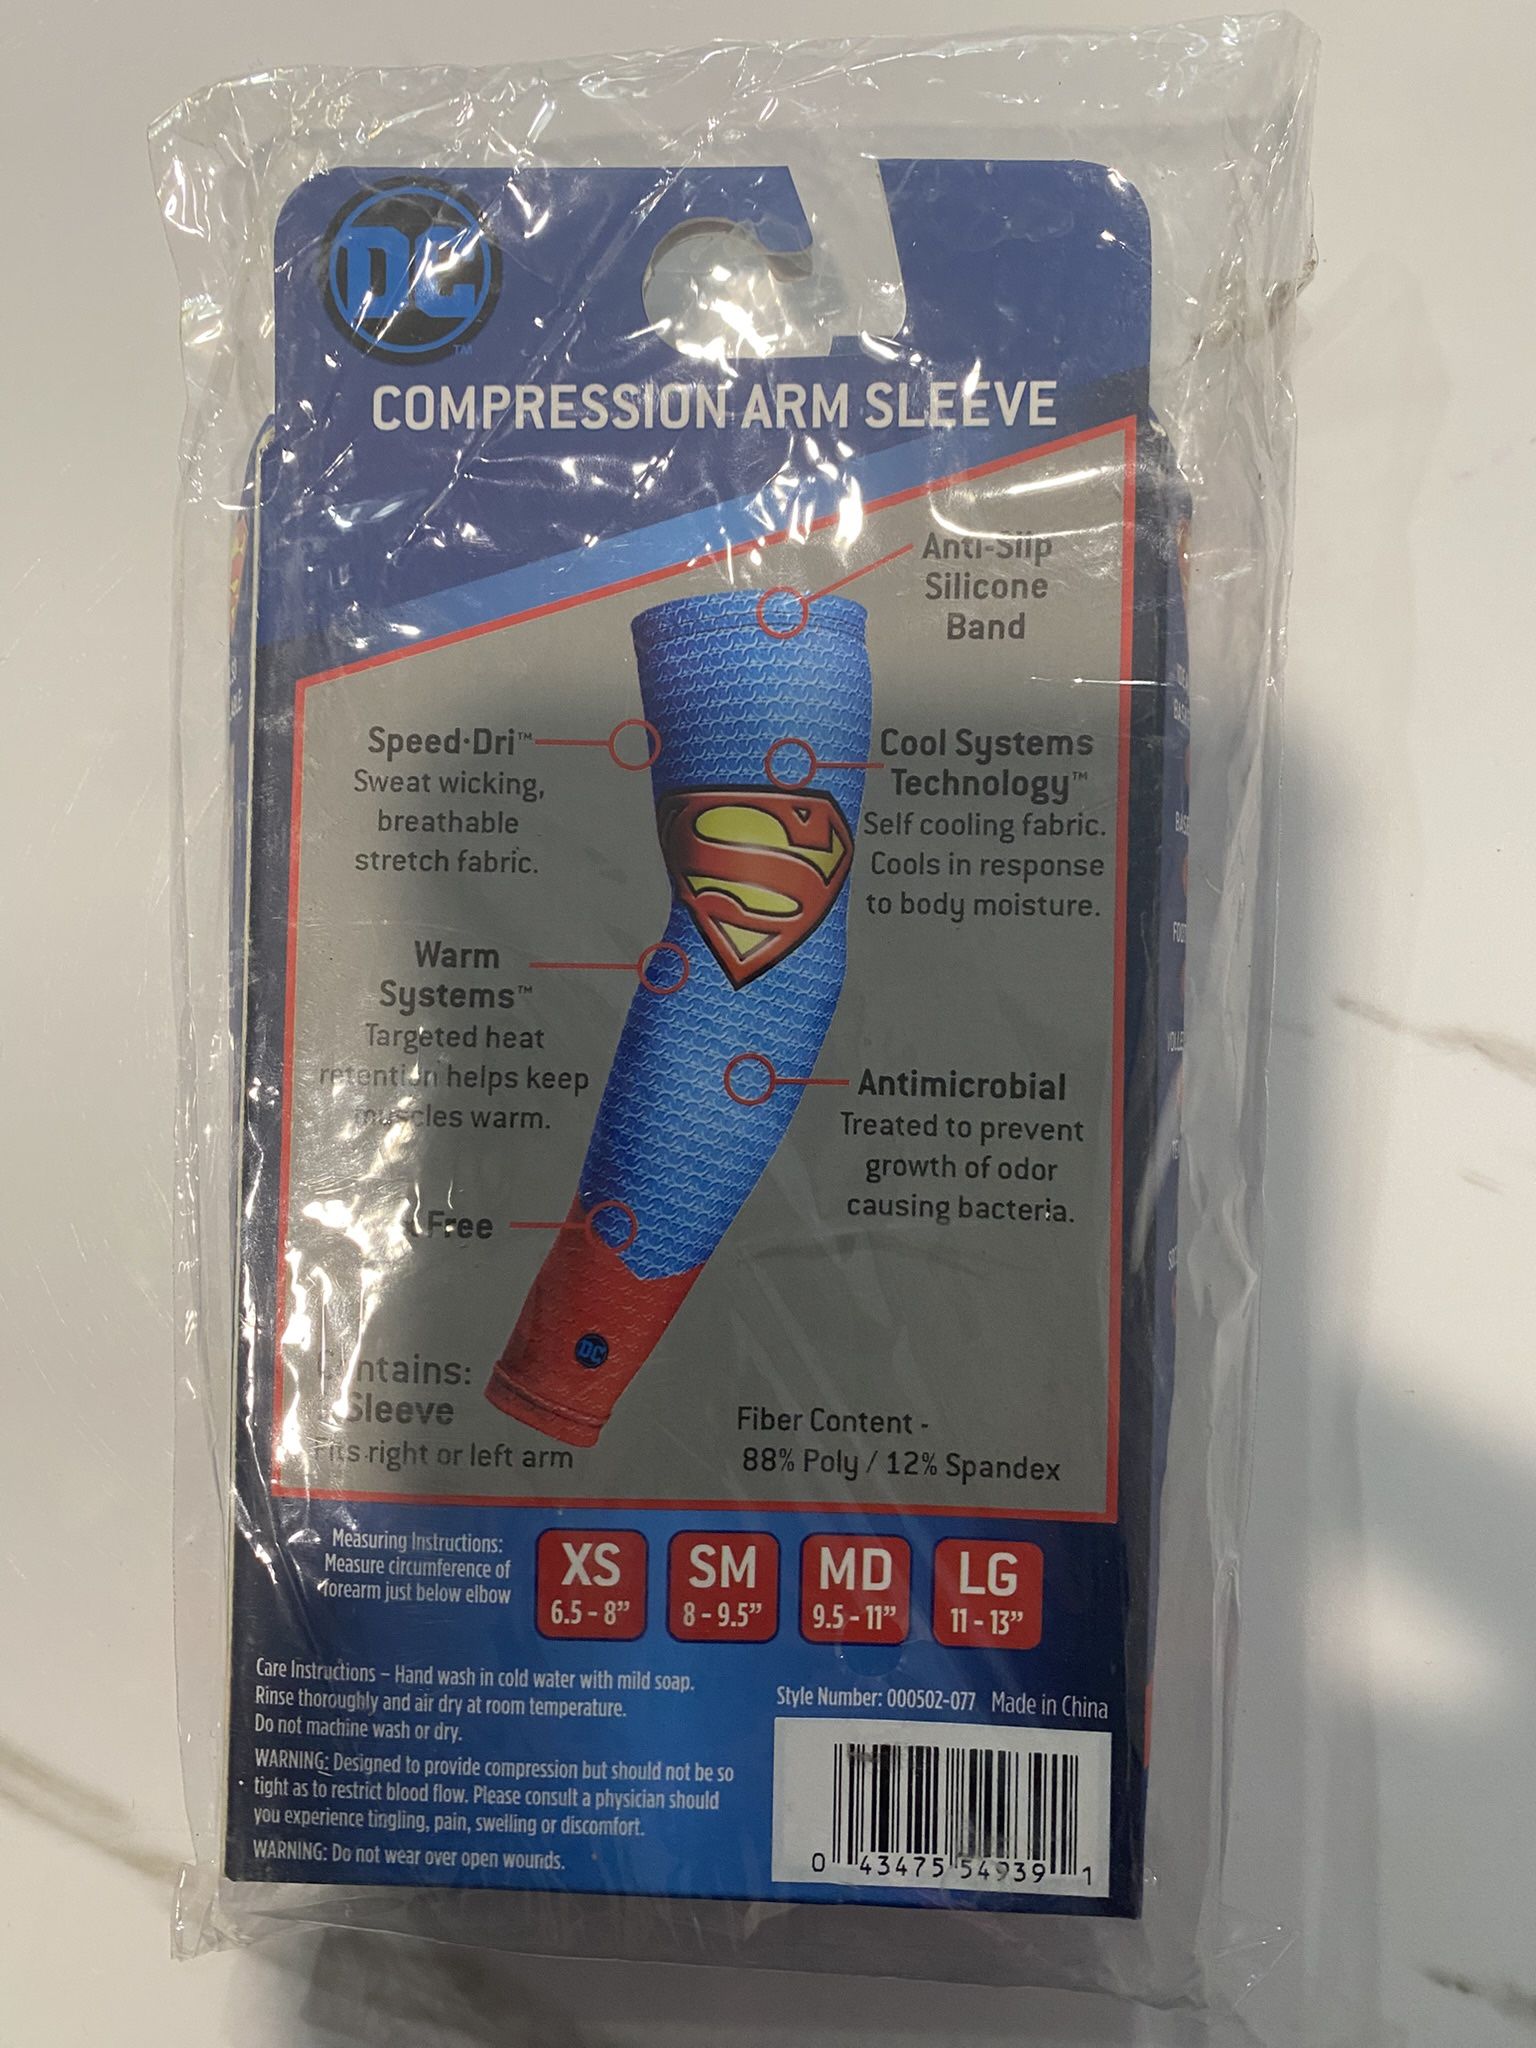 DC
TM
COMPRESSION ARM SLEEVE
Anti-Slip
Silicone
Band
Speed·Dri™
Sweat wicking,
breathable
stretch fabric.
Cool Systems
Technology™
Self cooling fabric.
Cools in response
to body moisture.
Warm
Systems™
Targeted heat
retention helps keep
muscles warm.
Antimicrobial
Treated to prevent
growth of odor
causing bacteria.
Free
DC
Contains:
Sleeve
Fits right or left arm
Fiber Content -
88% Poly / 12% Spandex
Measuring Instructions:
Measure circumference of
forearm just below elbow
XS
6.5 - 8”
SM
8 - 9.5”
MD
9.5 - 11”
LG
11 - 13”
Care Instructions – Hand wash in cold water with mild soap.
Rinse thoroughly and air dry at room temperature.
Do not machine wash or dry.
WARNING: Designed to provide compression but should not be so
tight as to restrict blood flow. Please consult a physician should
you experience tingling, pain, swelling or discomfort.
WARNING: Do not wear over open wounds.
Style Number: 000502-077 Made in China
0 43475 54939 1